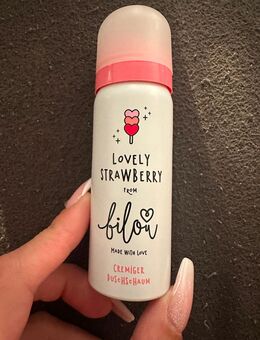 LOVELY
STRAWBERRY
FROM
bilou
MADE WITH LOVE
CREMIGER
DUSCHSCHAUM